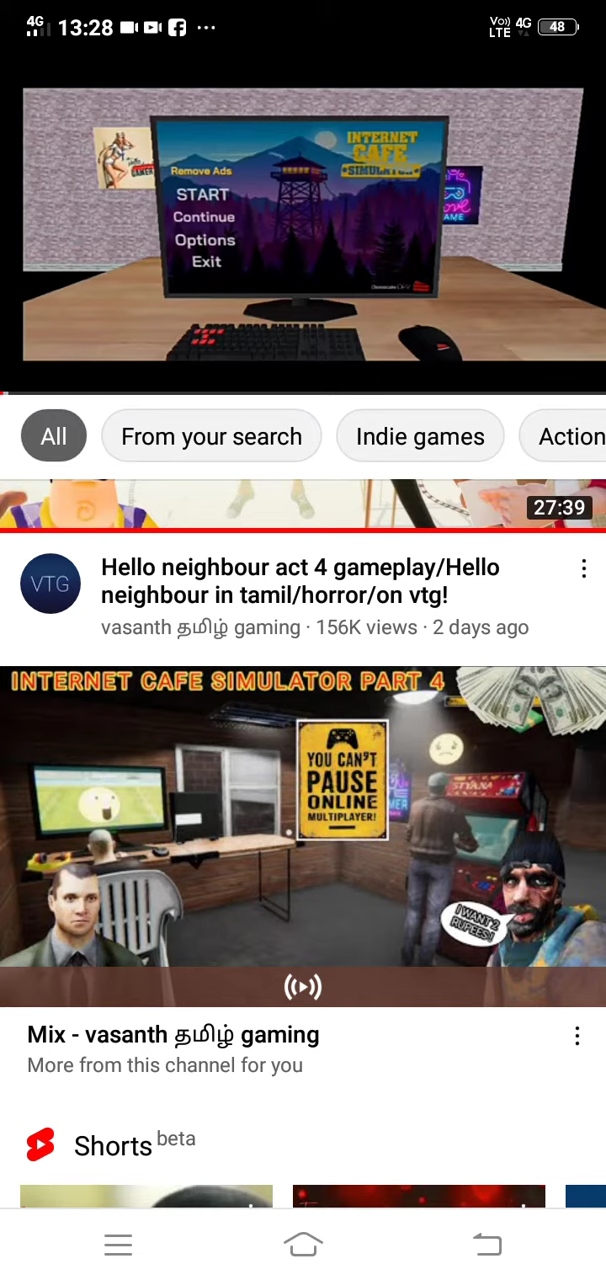 4G 13:28 ... Vo)) LTE 4G 48
INTERNET
CAFE
SIMULATOR
Remove Ads
START
Continue
Options
Exit
All From your search Indie games Action
27:39
VTG
Hello neighbour act 4 gameplay/Hello
neighbour in tamil/horror/on vtg!
vasanth தமிழ் gaming · 156K views · 2 days ago
INTERNET CAFE SIMULATOR PART 4
YOU CAN'T
PAUSE
ONLINE
MULTIPLAYER!
STYANA
I WANT 2
RUPEES!
Mix - vasanth தமிழ் gaming
More from this channel for you
Shorts beta